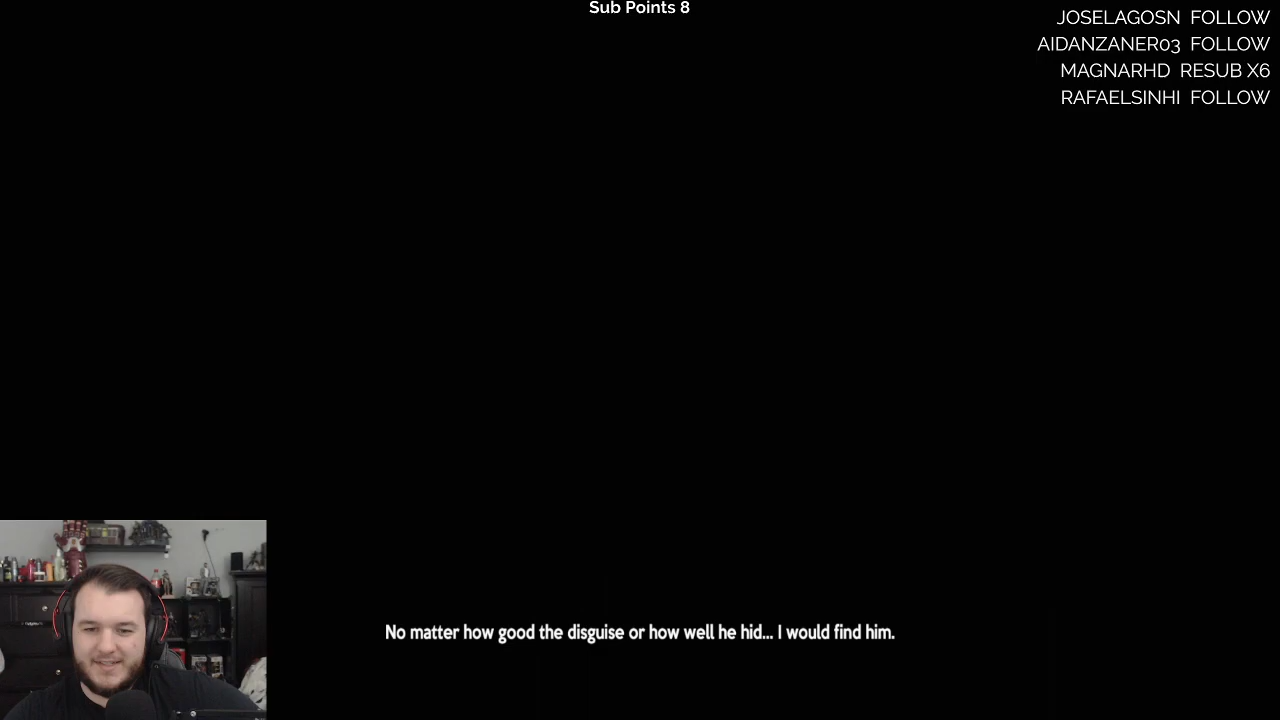 Sub Points 8
JOSELAGOSN FOLLOW
AIDANZANER03 FOLLOW
MAGNARHD RESUB X6
RAFAELSINHI FOLLOW
No matter how good the disguise or how well he hid... I would find him.